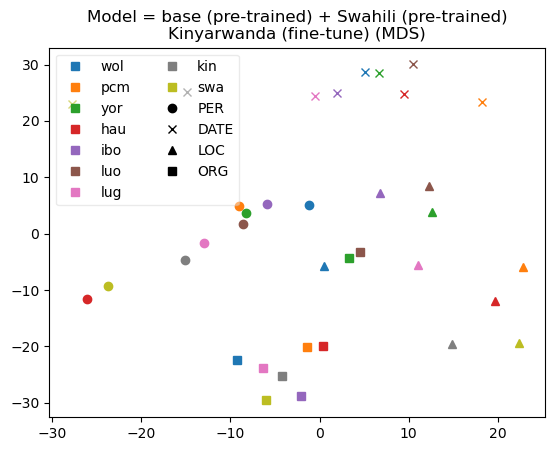 Model = base (pre-trained) + Swahili (pre-trained)
Kinyarwanda (fine-tune) (MDS)
30
20
10
0
−10
−20
−30
wol
pcm
yor
hau
ibo
luo
lug
kin
swa
PER
DATE
LOC
ORG
−30
−20
−10
0
10
20